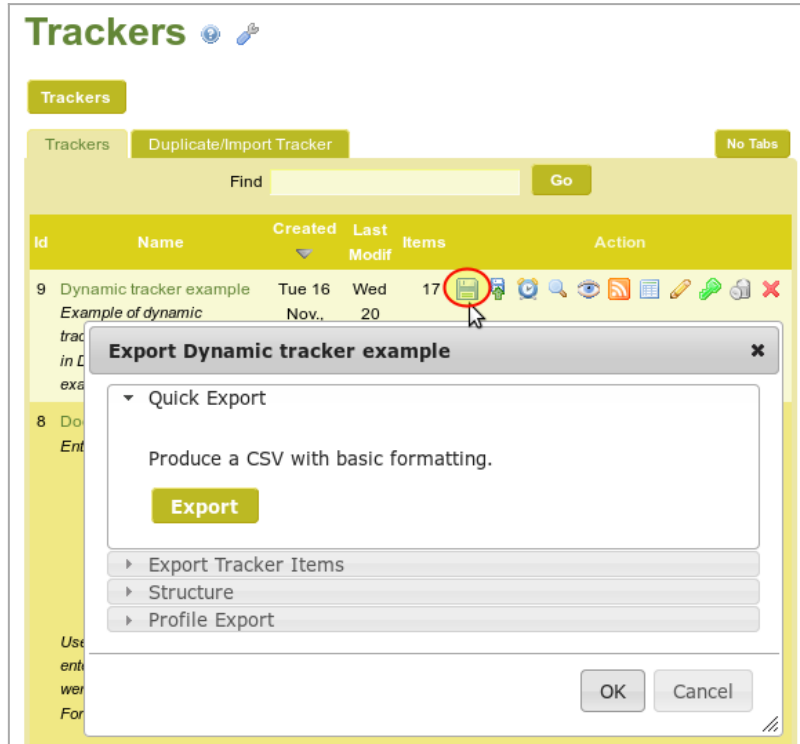 Trackers
Trackers
Trackers
Duplicate/Import Tracker
No Tabs
Find
Go
Id
Name
Created
Last
Modif
Items
Action
9
Dynamic tracker example
Tue 16
Wed
17
Example of dynamic
Nov.,
20
in
Export Dynamic tracker example
Quick Export
8
Produce a CSV with basic formatting.
Export
Export Tracker Items
Structure
Profile Export
OK
Cancel
For